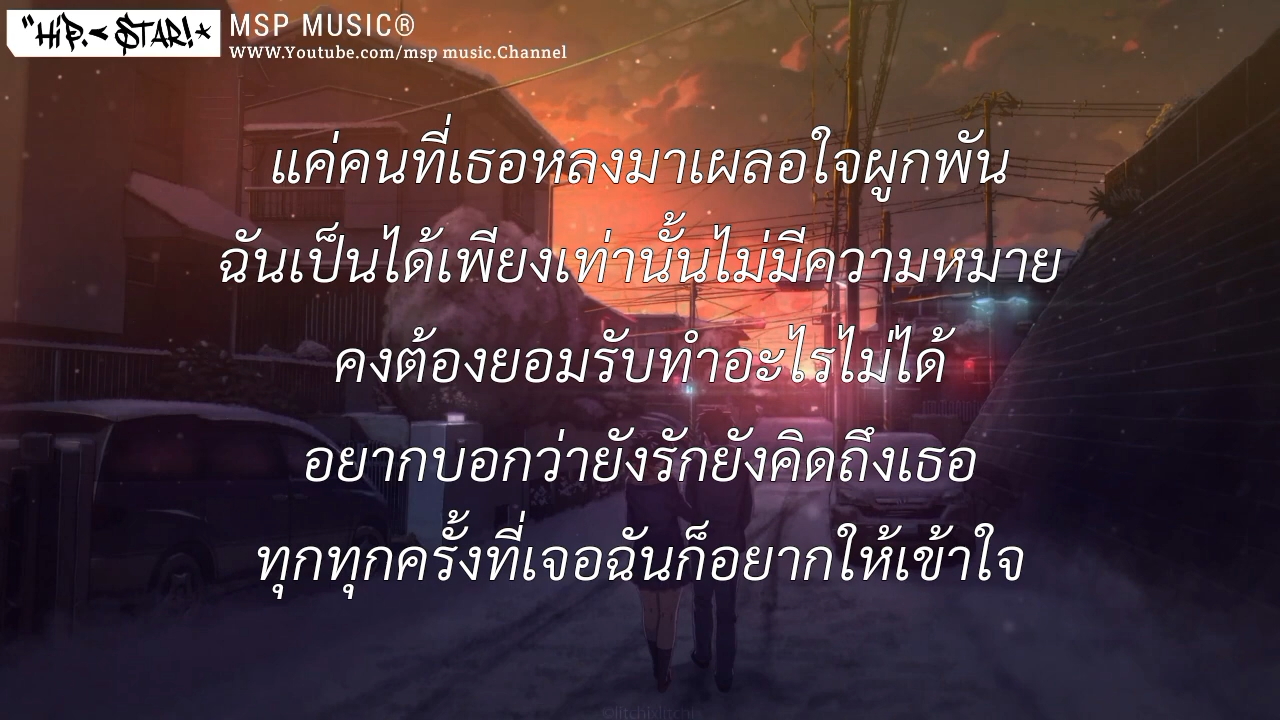 "HiP.< $TAR!★
MSP MUSIC®
WWW.Youtube.com/msp music.Channel
แค่คนที่เธอหลงมาเผลอใจผูกพัน
ฉันเป็นได้เพียงเท่านั้นไม่มีความหมาย
คงต้องยอมรับทำอะไรไม่ได้
อยากบอกว่ายังรักยังคิดถึงเธอ
ทุกทุกครั้งที่เจอฉันก็อยากให้เข้าใจ